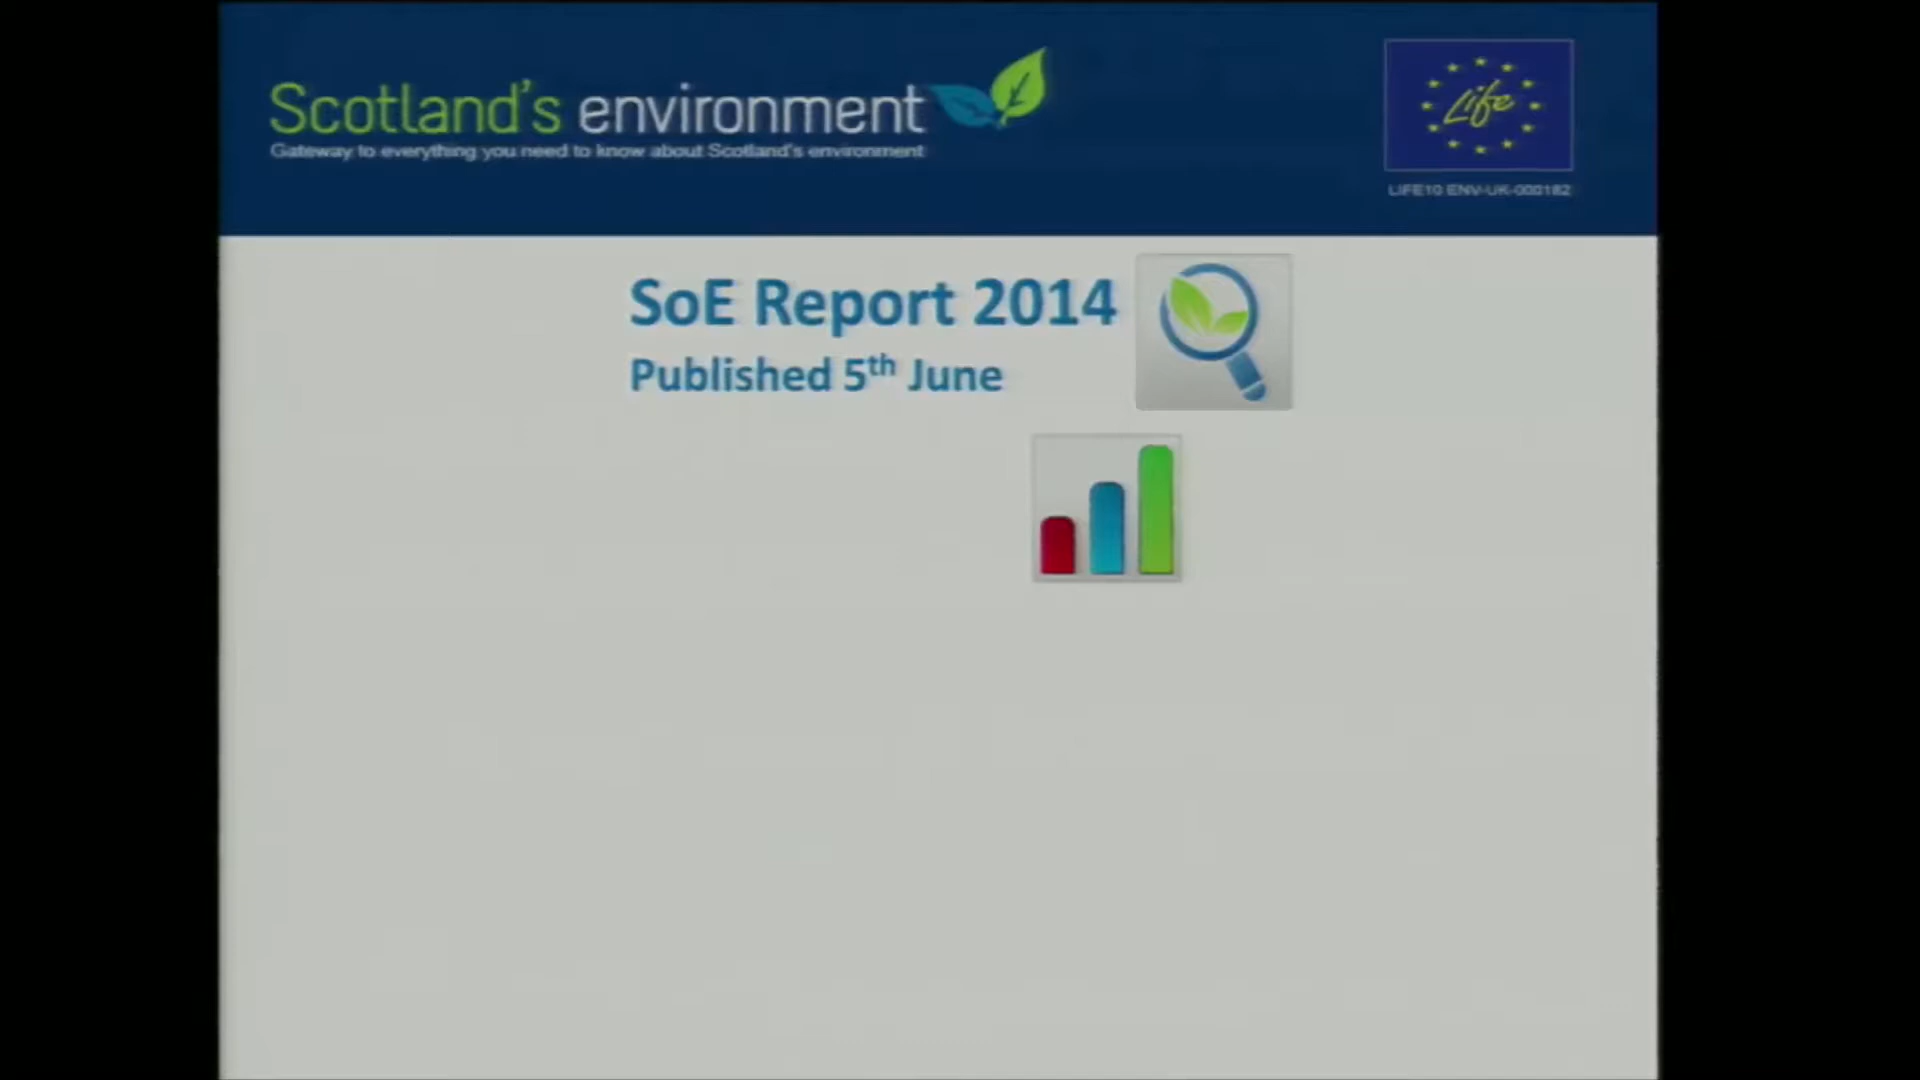 Scotland's environment
Gateway to everything you need to know about Scotland's environment
Life
LIFE10 ENV-UK-000182
SoE Report 2014
Published 5th June